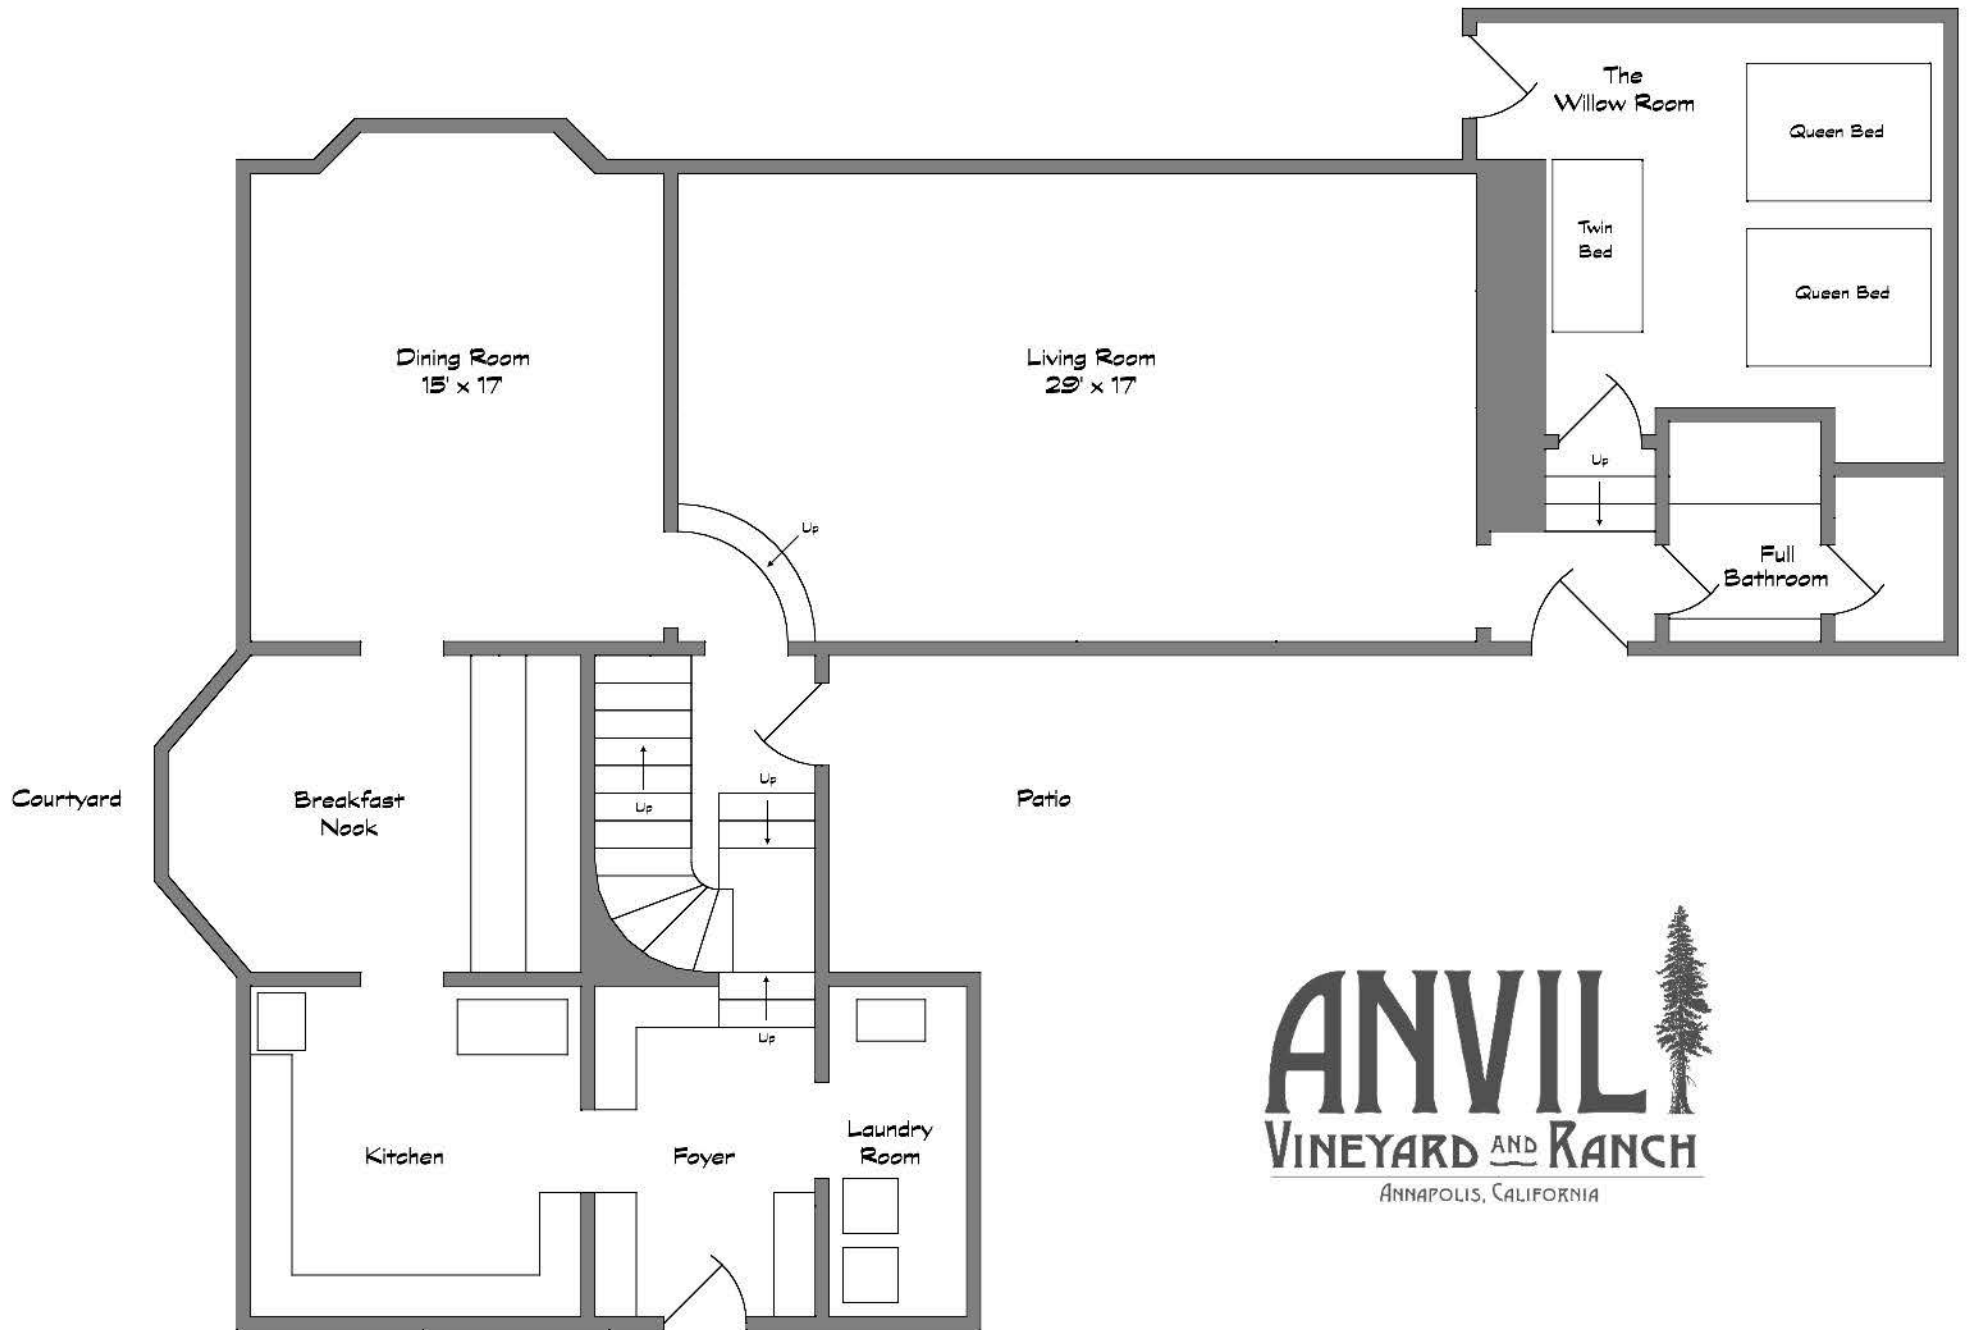 The
Willow Room
Queen Bed
Twin
Bed
Queen Bed
Dining Room
15' x 17'
Living Room
29' x 17'
Up
Up
Full
Bathroom
Courtyard
Breakfast
Nook
Up
Up
Patio
Up
Kitchen
Foyer
Laundry
Room
ANVIL
VINEYARD AND RANCH
ANNAPOLIS, CALIFORNIA